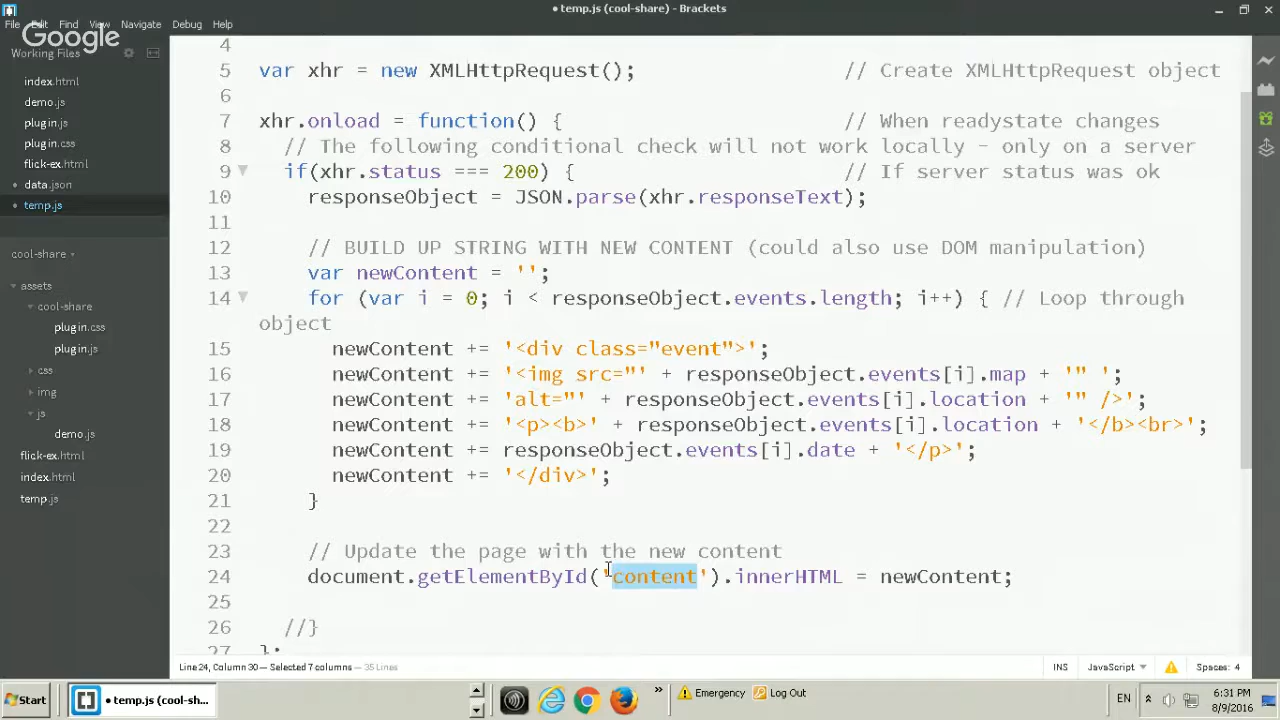 • temp.js (cool-share) - Brackets
File Edit Find View Navigate Debug Help
Google
Working Files
index.html
demo.js
plugin.js
plugin.css
flick-ex.html
• data.json
• temp.js
cool-share
assets
cool-share
plugin.css
plugin.js
css
img
js
demo.js
flick-ex.html
index.html
temp.js
4
5 var xhr = new XMLHttpRequest(); // Create XMLHttpRequest object
6
7 xhr.onload = function() { // When readystate changes
8 // The following conditional check will not work locally - only on a server
9 if(xhr.status === 200) { // If server status was ok
10 responseObject = JSON.parse(xhr.responseText);
11
12 // BUILD UP STRING WITH NEW CONTENT (could also use DOM manipulation)
13 var newContent = '';
14 for (var i = 0; i < responseObject.events.length; i++) { // Loop through
object
15 newContent += '<div class="event">';
16 newContent += '<img src="' + responseObject.events[i].map + '" ';
17 newContent += 'alt="' + responseObject.events[i].location + '" />';
18 newContent += '<p><b>' + responseObject.events[i].location + '</b><br>';
19 newContent += responseObject.events[i].date + '</p>';
20 newContent += '</div>';
21 }
22
23 // Update the page with the new content
24 document.getElementById('content').innerHTML = newContent;
25
26 //}
27 };
Line 24, Column 30 — Selected 7 columns — 35 Lines
INS JavaScript Spaces: 4
Start • temp.js (cool-sh... » Emergency Log Out EN 6:31 PM
8/9/2016